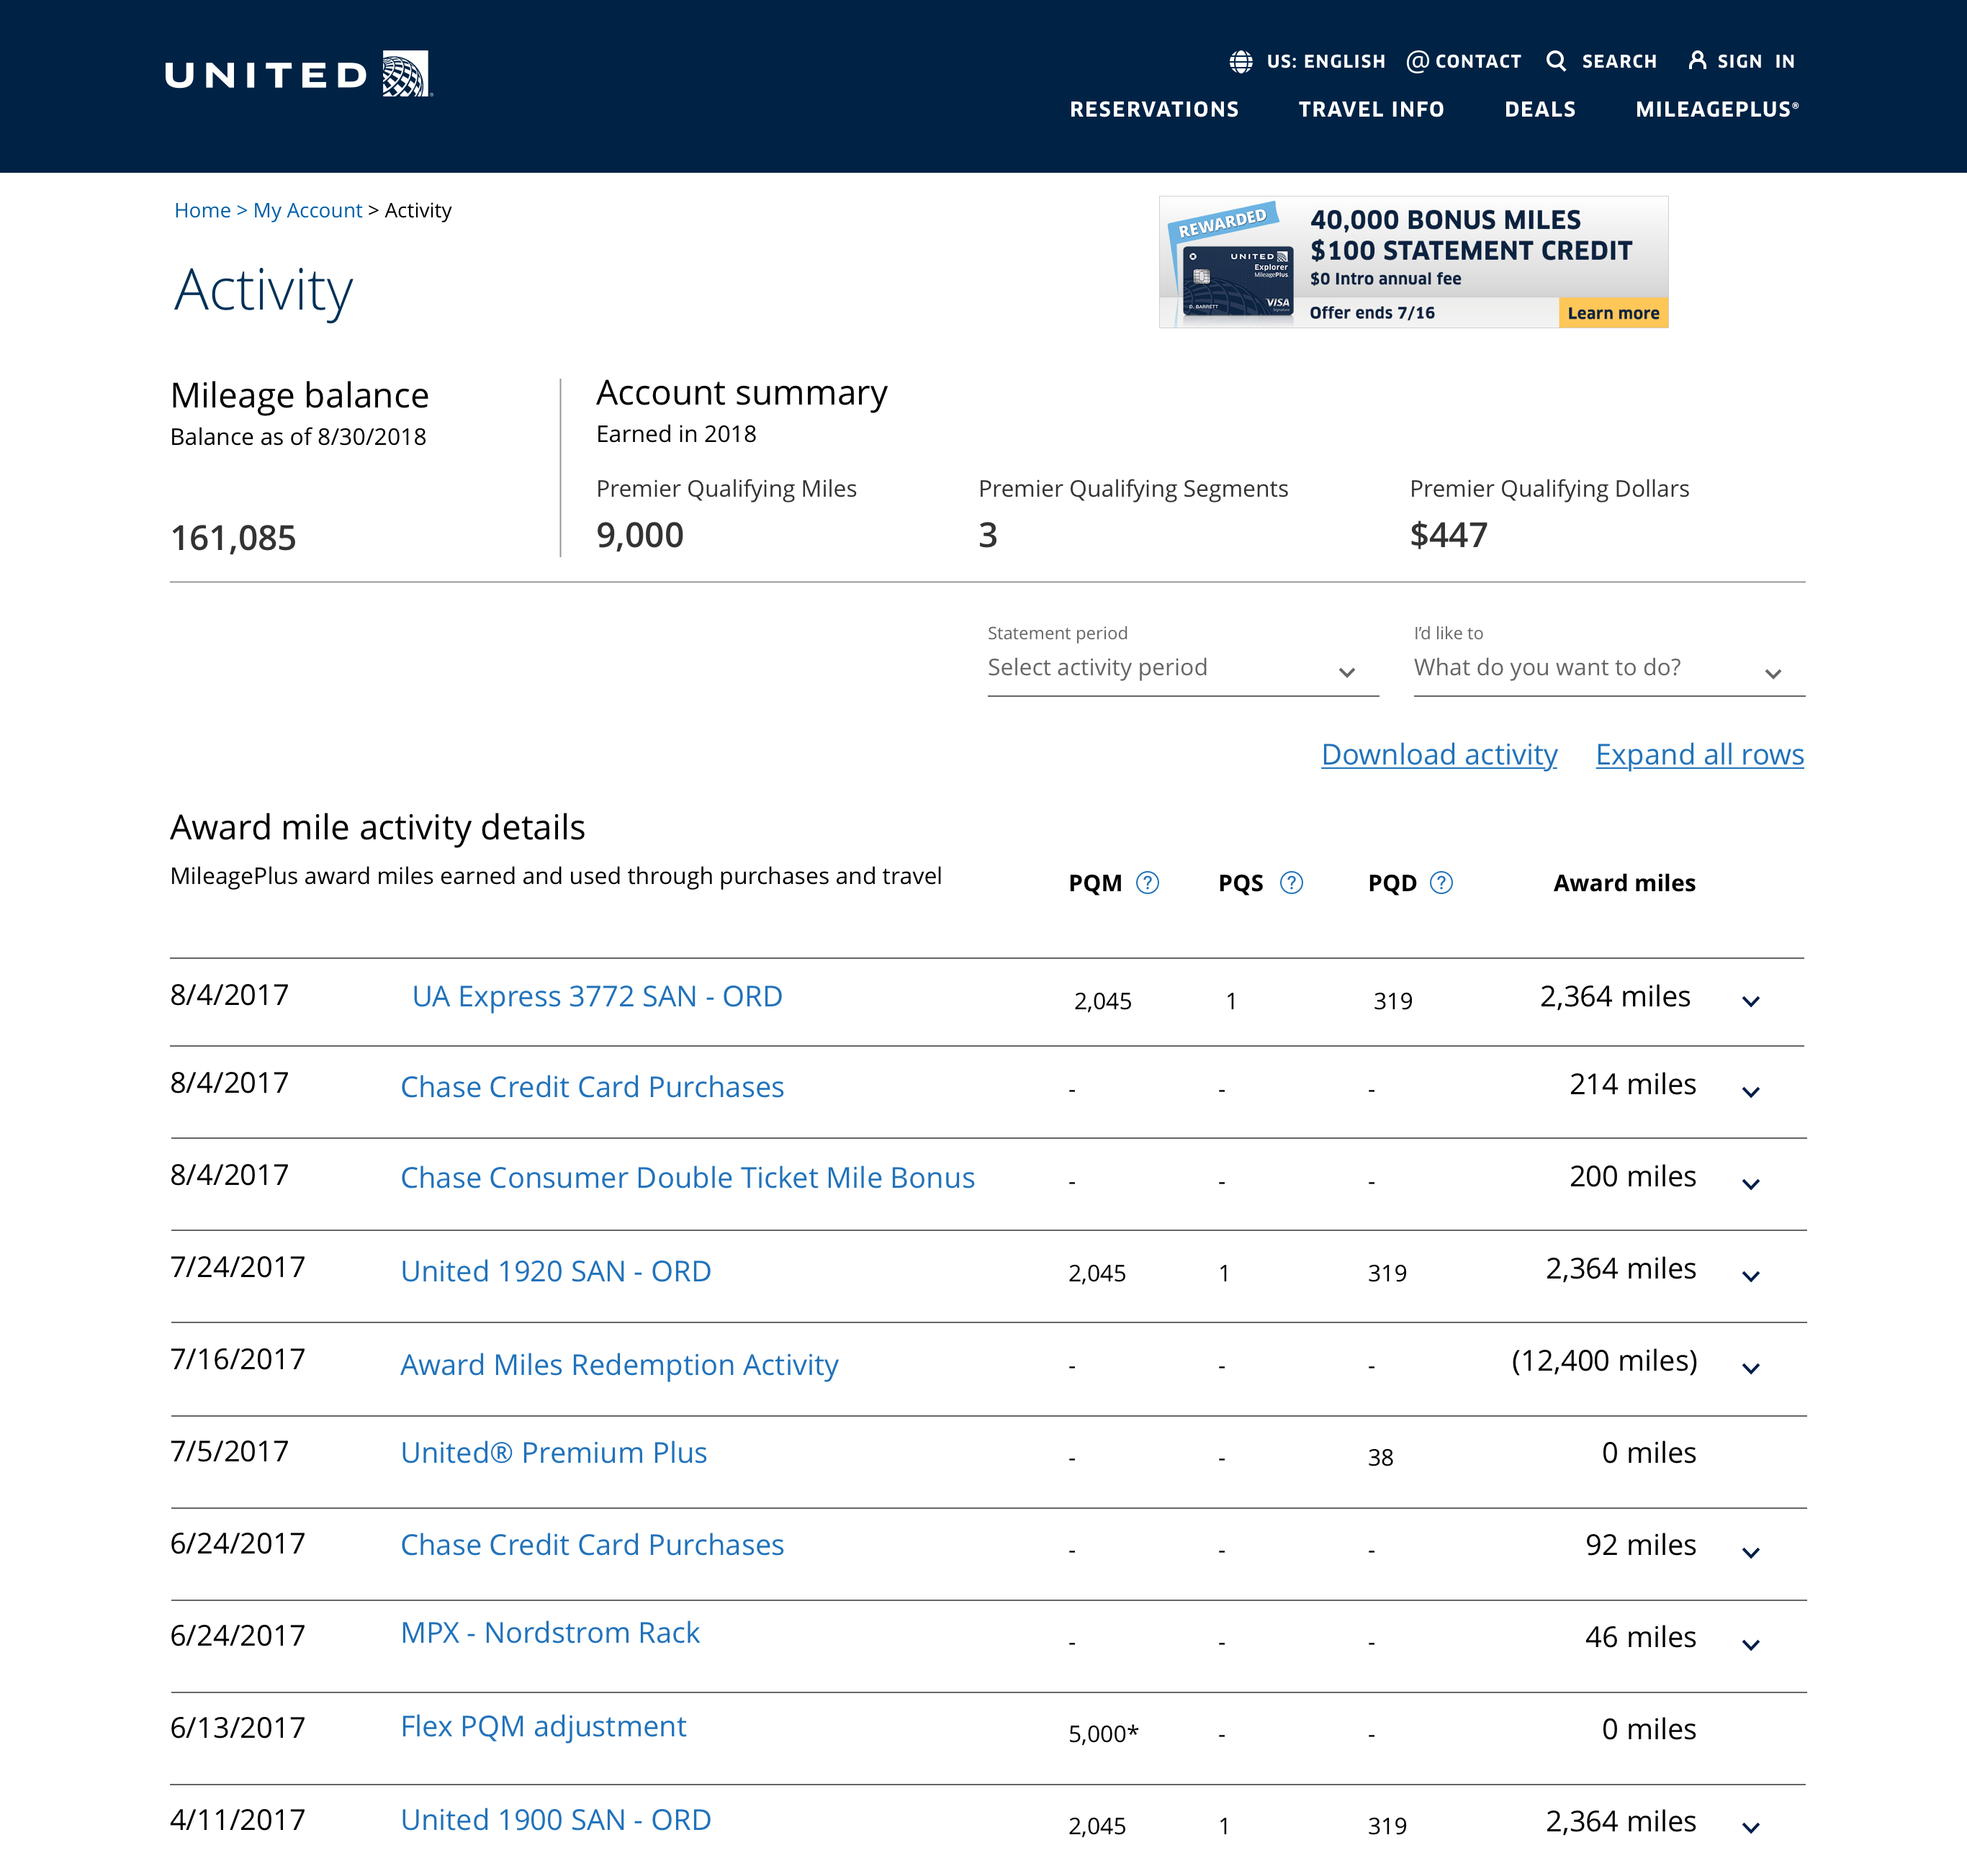 UNITED
US: ENGLISH @ CONTACT SEARCH SIGN IN
RESERVATIONS TRAVEL INFO DEALS MILEAGEPLUS®
Home > My Account > Activity
Activity
REWARDED
UNITED
Explorer
MileagePlus
D. BARRETT
VISA
Signature
40,000 BONUS MILES
$100 STATEMENT CREDIT
$0 Intro annual fee
Offer ends 7/16
Learn more
Mileage balance
Balance as of 8/30/2018
161,085
Account summary
Earned in 2018
Premier Qualifying Miles Premier Qualifying Segments Premier Qualifying Dollars
9,000 3 $447
Statement period I'd like to
Select activity period What do you want to do?
Download activity Expand all rows
Award mile activity details
MileagePlus award miles earned and used through purchases and travel
PQM ? PQS ? PQD ? Award miles
8/4/2017 UA Express 3772 SAN - ORD 2,045 1 319 2,364 miles
8/4/2017 Chase Credit Card Purchases - - - 214 miles
8/4/2017 Chase Consumer Double Ticket Mile Bonus - - - 200 miles
7/24/2017 United 1920 SAN - ORD 2,045 1 319 2,364 miles
7/16/2017 Award Miles Redemption Activity - - - (12,400 miles)
7/5/2017 United® Premium Plus - - 38 0 miles
6/24/2017 Chase Credit Card Purchases - - - 92 miles
6/24/2017 MPX - Nordstrom Rack - - - 46 miles
6/13/2017 Flex PQM adjustment 5,000* - - 0 miles
4/11/2017 United 1900 SAN - ORD 2,045 1 319 2,364 miles